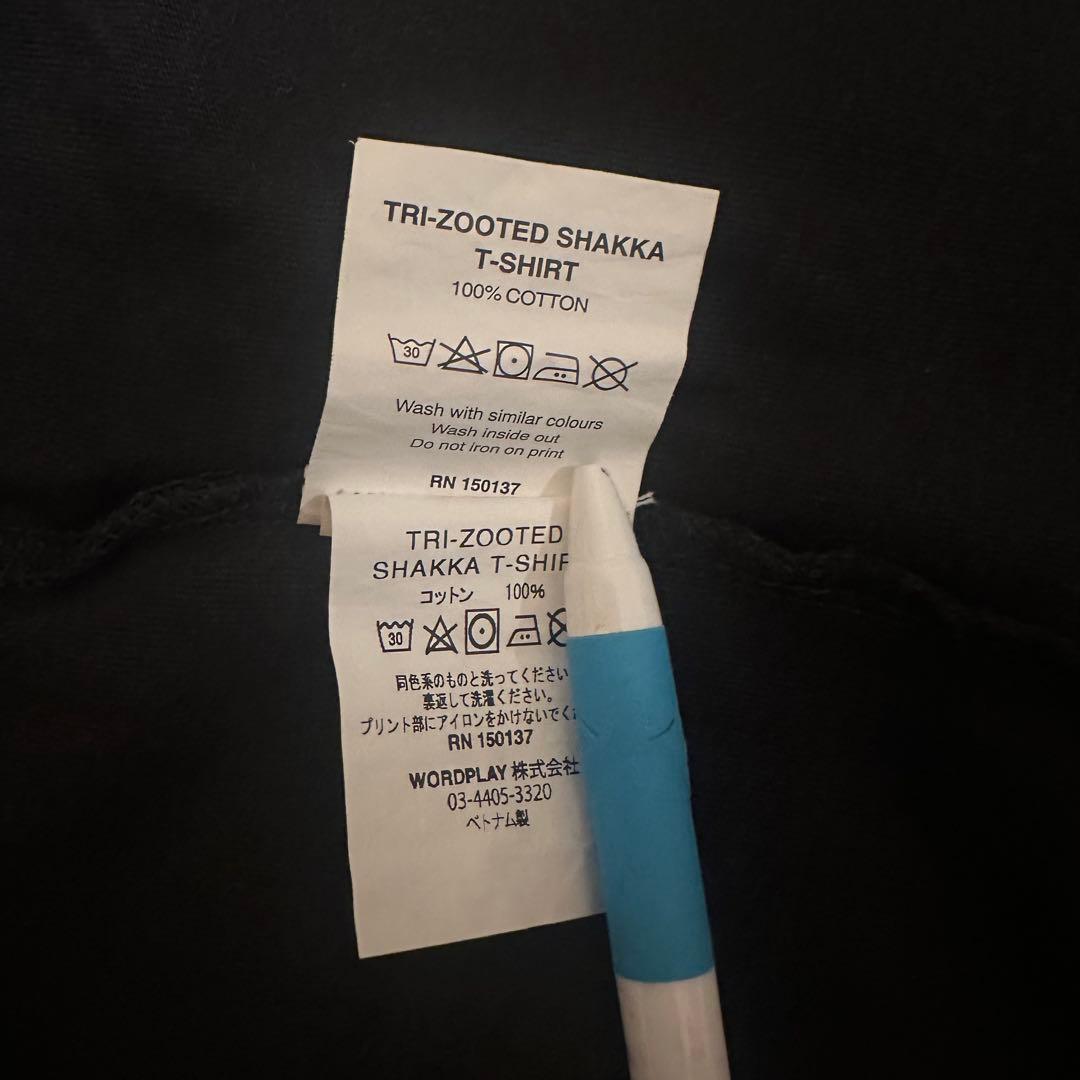 TRI-ZOOTED SHAKKA
T-SHIRT
100% COTTON
30
Wash with similar colours
Wash inside out
Do not iron on print
RN 150137
TRI-ZOOTED
SHAKKA
コットン 100%
30
同色系のものと洗ってください
裏返して洗濯ください。
プリント部にアイロンをかけないで
RN 150137
WORDPLAY 株式会社
03-4405-3320
ベトナム製